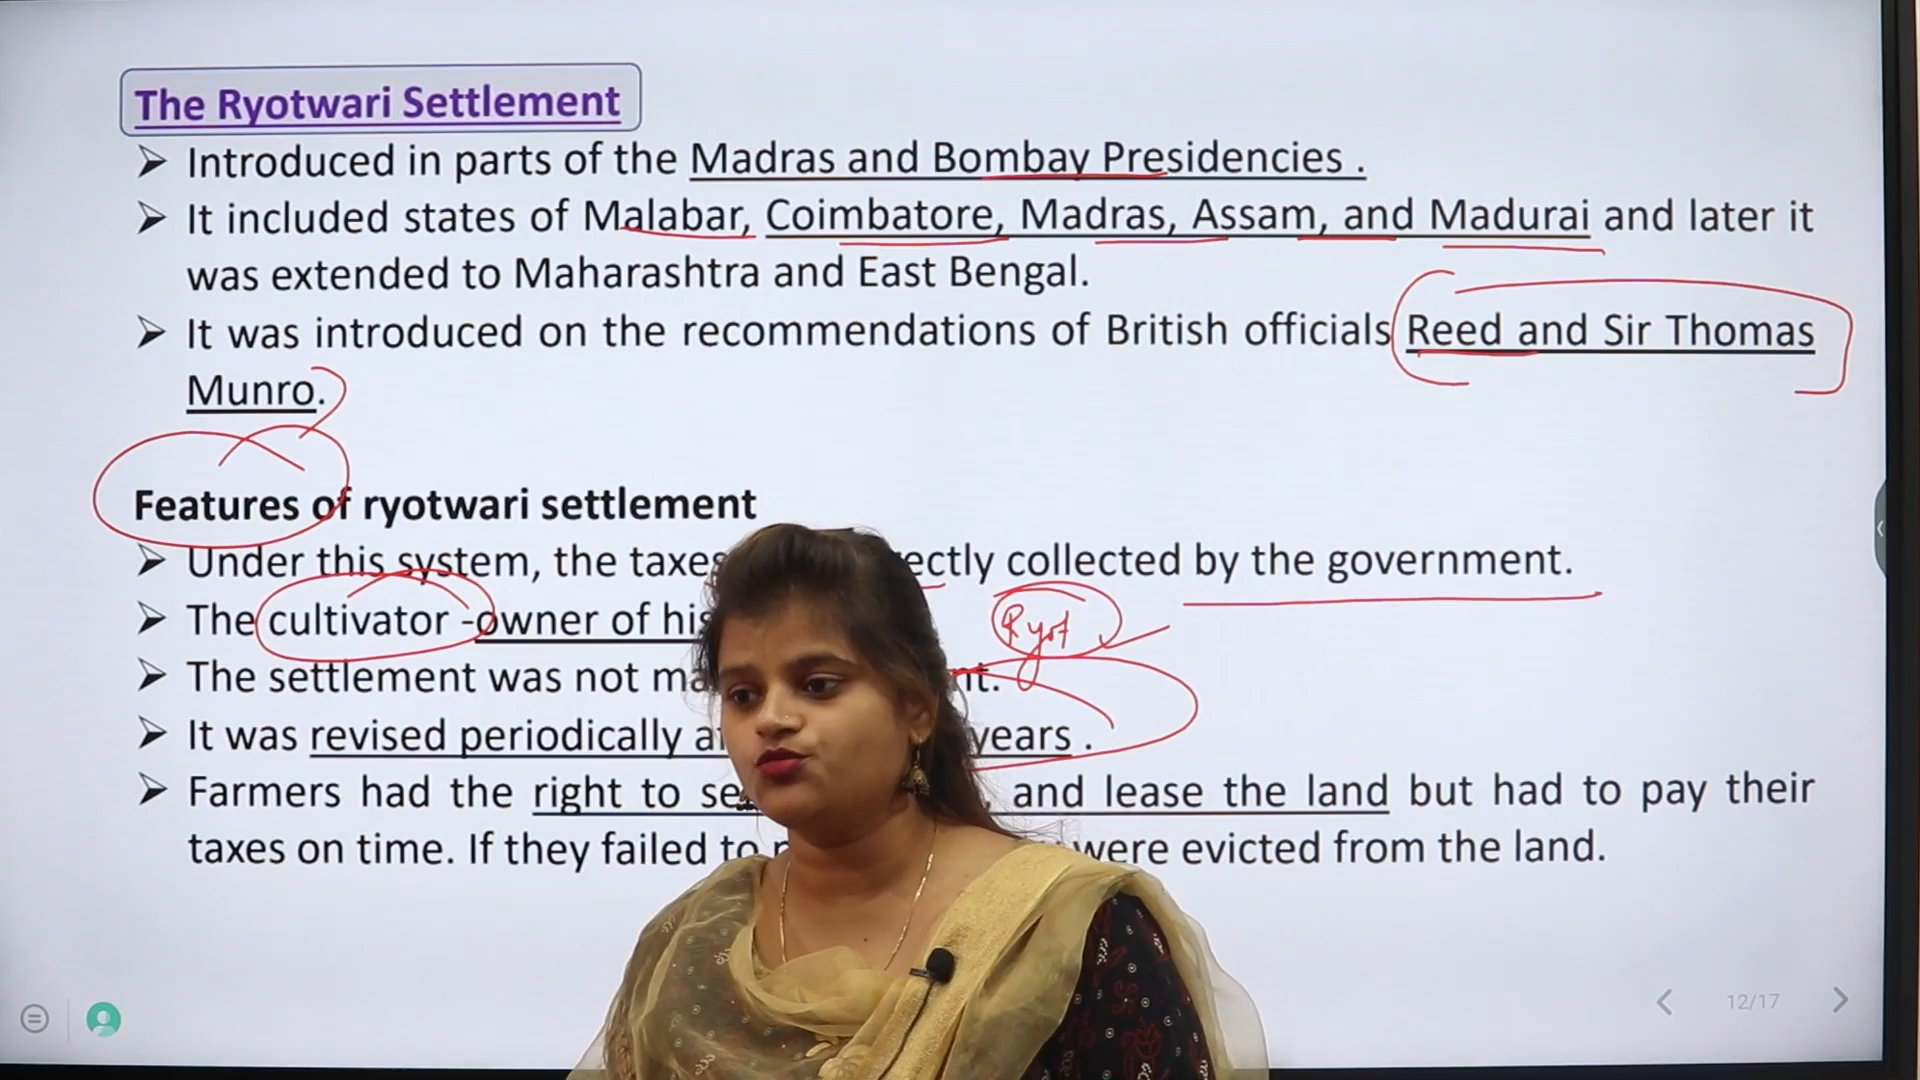 The Ryotwari Settlement
➤ Introduced in parts of the Madras and Bombay Presidencies .
➤ It included states of Malabar, Coimbatore, Madras, Assam, and Madurai and later it
was extended to Maharashtra and East Bengal.
➤ It was introduced on the recommendations of British officials Reed and Sir Thomas
Munro.
Features of ryotwari settlement
➤ Under this system, the taxes collected by the government.
➤ The cultivator -owner of his
Ryot
➤ The settlement was not
➤ It was revised periodically years .
➤ Farmers had the right to and lease the land but had to pay their
taxes on time. If they failed to were evicted from the land.
12/17